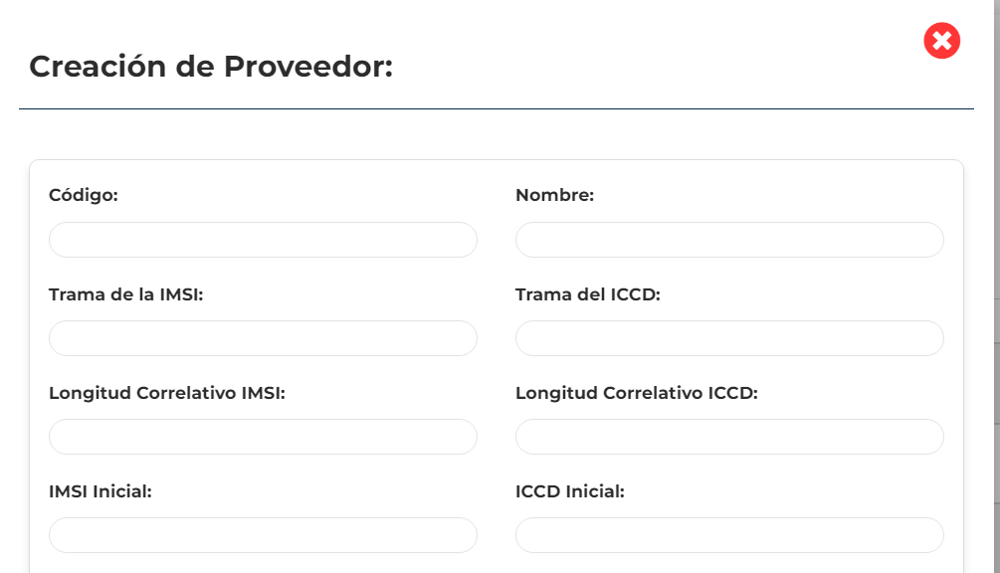 Creación de Proveedor:
Código:
Nombre:
Trama de la IMSI:
Trama del ICCD:
Longitud Correlativo IMSI:
Longitud Correlativo ICCD:
IMSI Inicial:
ICCD Inicial: